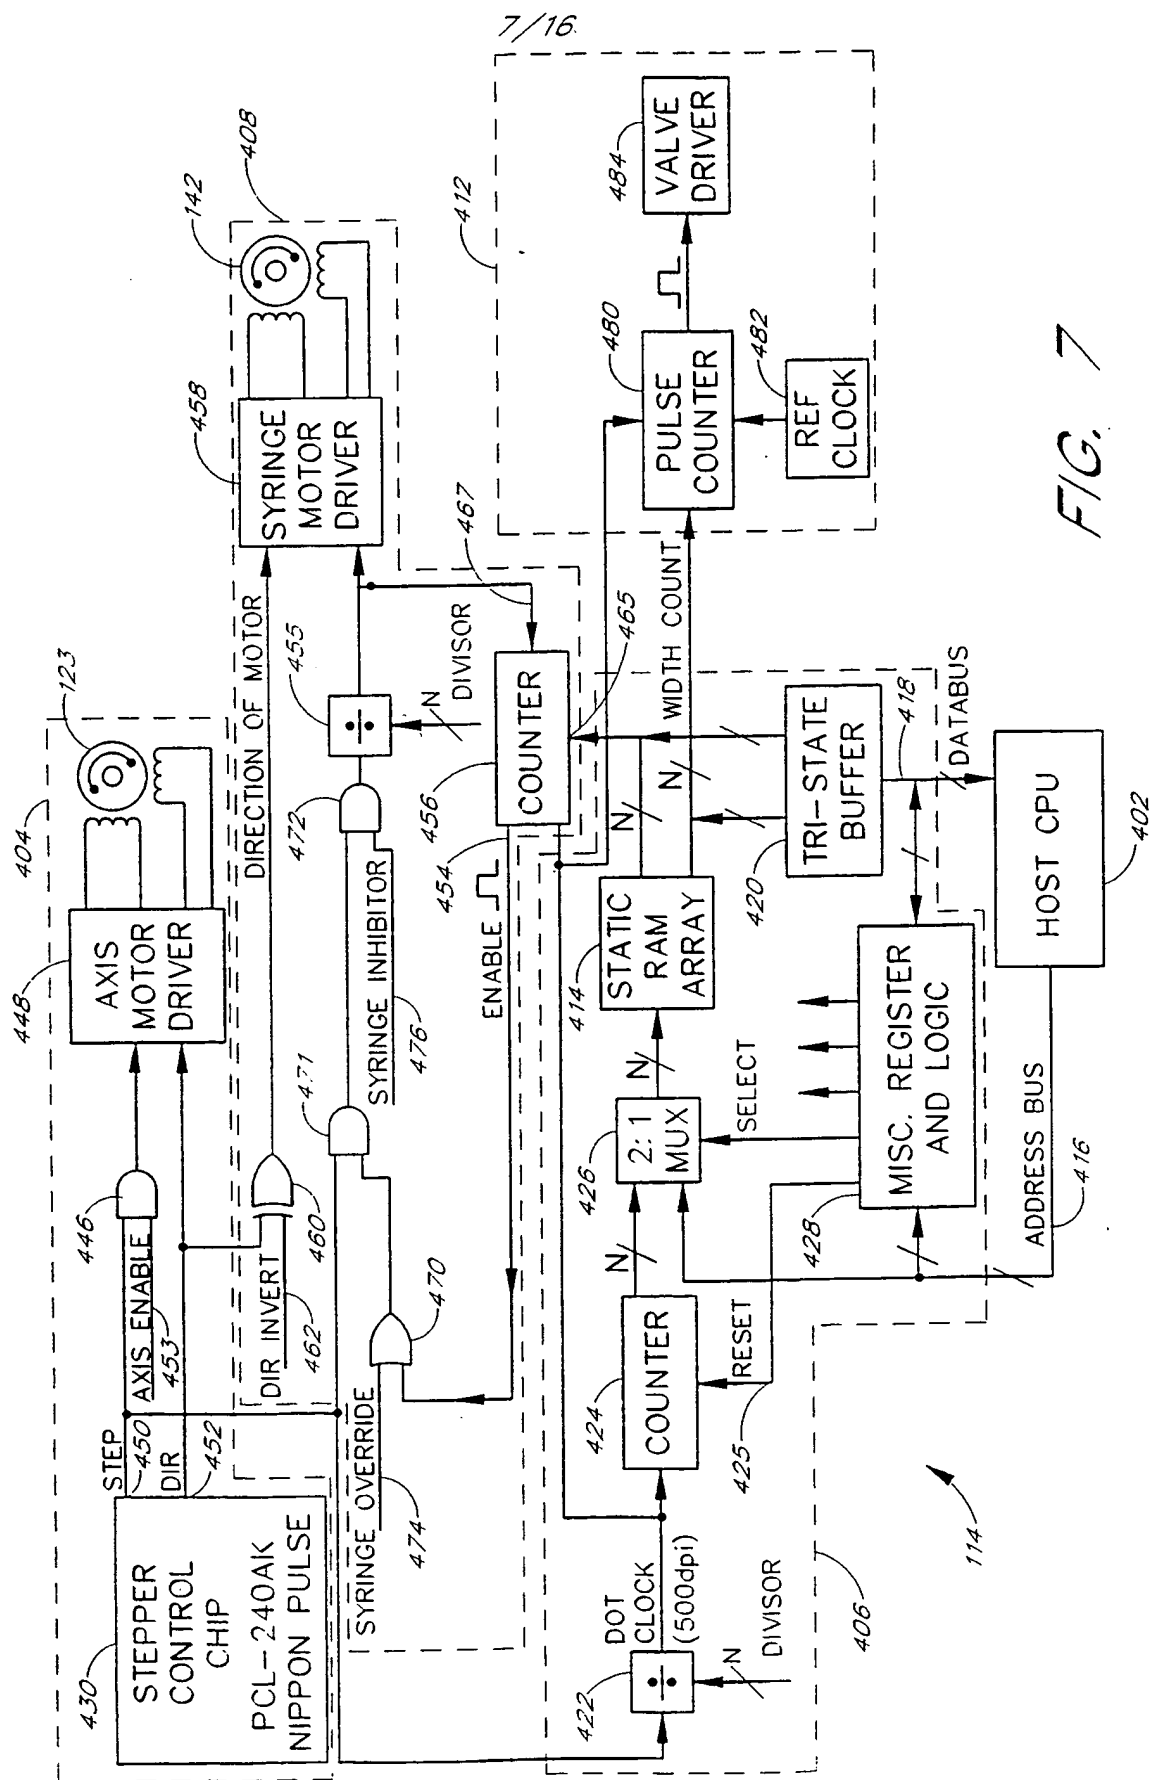 7/16.
404
123
448
AXIS
MOTOR
DRIVER
446
AXIS ENABLE
453
STEP
450
DIR
452
430
STEPPER
CONTROL
CHIP
PCL-240AK
NIPPON PULSE
408
142
458
SYRINGE
MOTOR
DRIVER
DIRECTION OF MOTOR
460
DIR INVERT
462
455
N
DIVISOR
472
SYRINGE INHIBITOR
476
471
470
SYRINGE OVERRIDE
474
467
456
COUNTER
465
454
ENABLE
412
484
VALVE
DRIVER
480
PULSE
COUNTER
482
REF
CLOCK
WIDTH COUNT
N
N
414
STATIC
RAM
ARRAY
420
TRI-STATE
BUFFER
418
DATABUS
N
426
2:1
MUX
SELECT
N
424
COUNTER
RESET
425
428
MISC. REGISTER
AND LOGIC
HOST CPU
402
ADDRESS BUS
416
DOT
CLOCK
(500dpi)
422
N
DIVISOR
406
114
FIG. 7